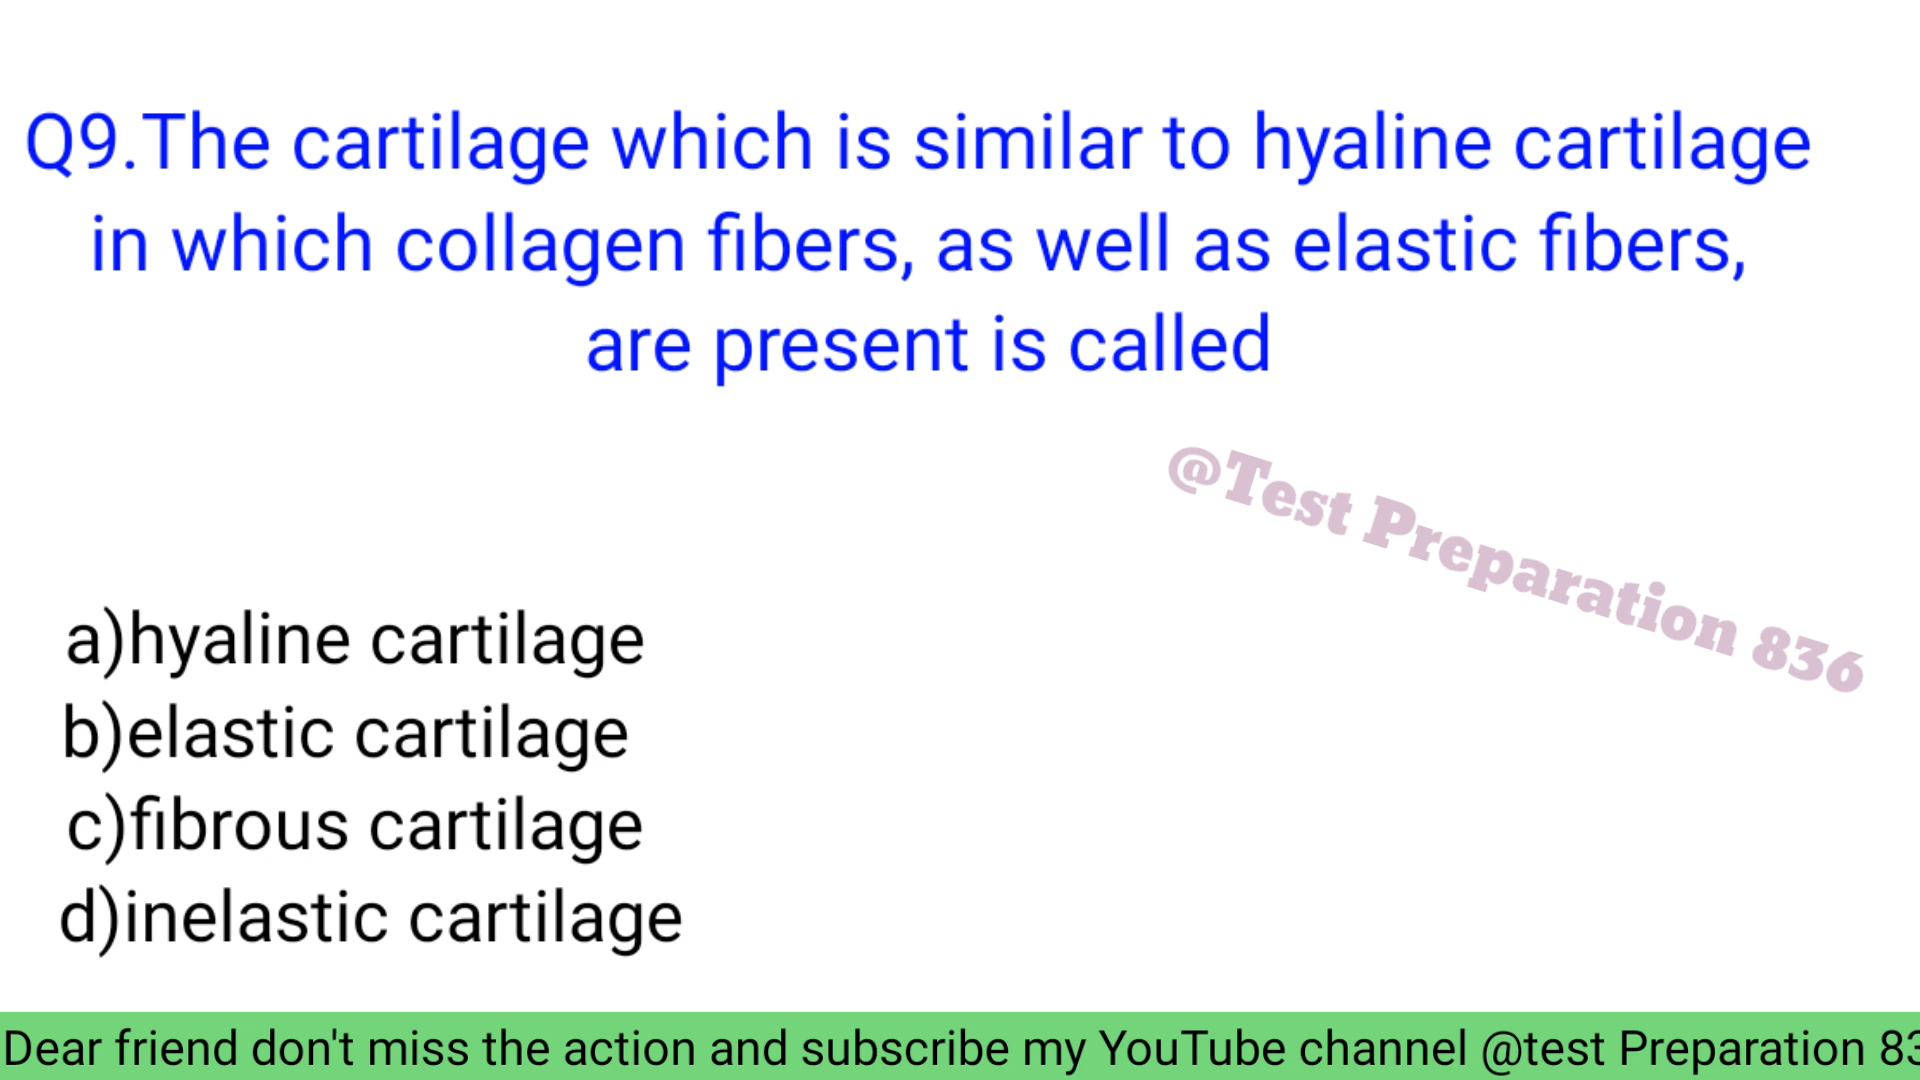 Q9.The cartilage which is similar to hyaline cartilage
in which collagen fibers, as well as elastic fibers,
are present is called
@Test Preparation 836
a)hyaline cartilage
b)elastic cartilage
c)fibrous cartilage
d)inelastic cartilage
Dear friend don't miss the action and subscribe my YouTube channel @test Preparation 83